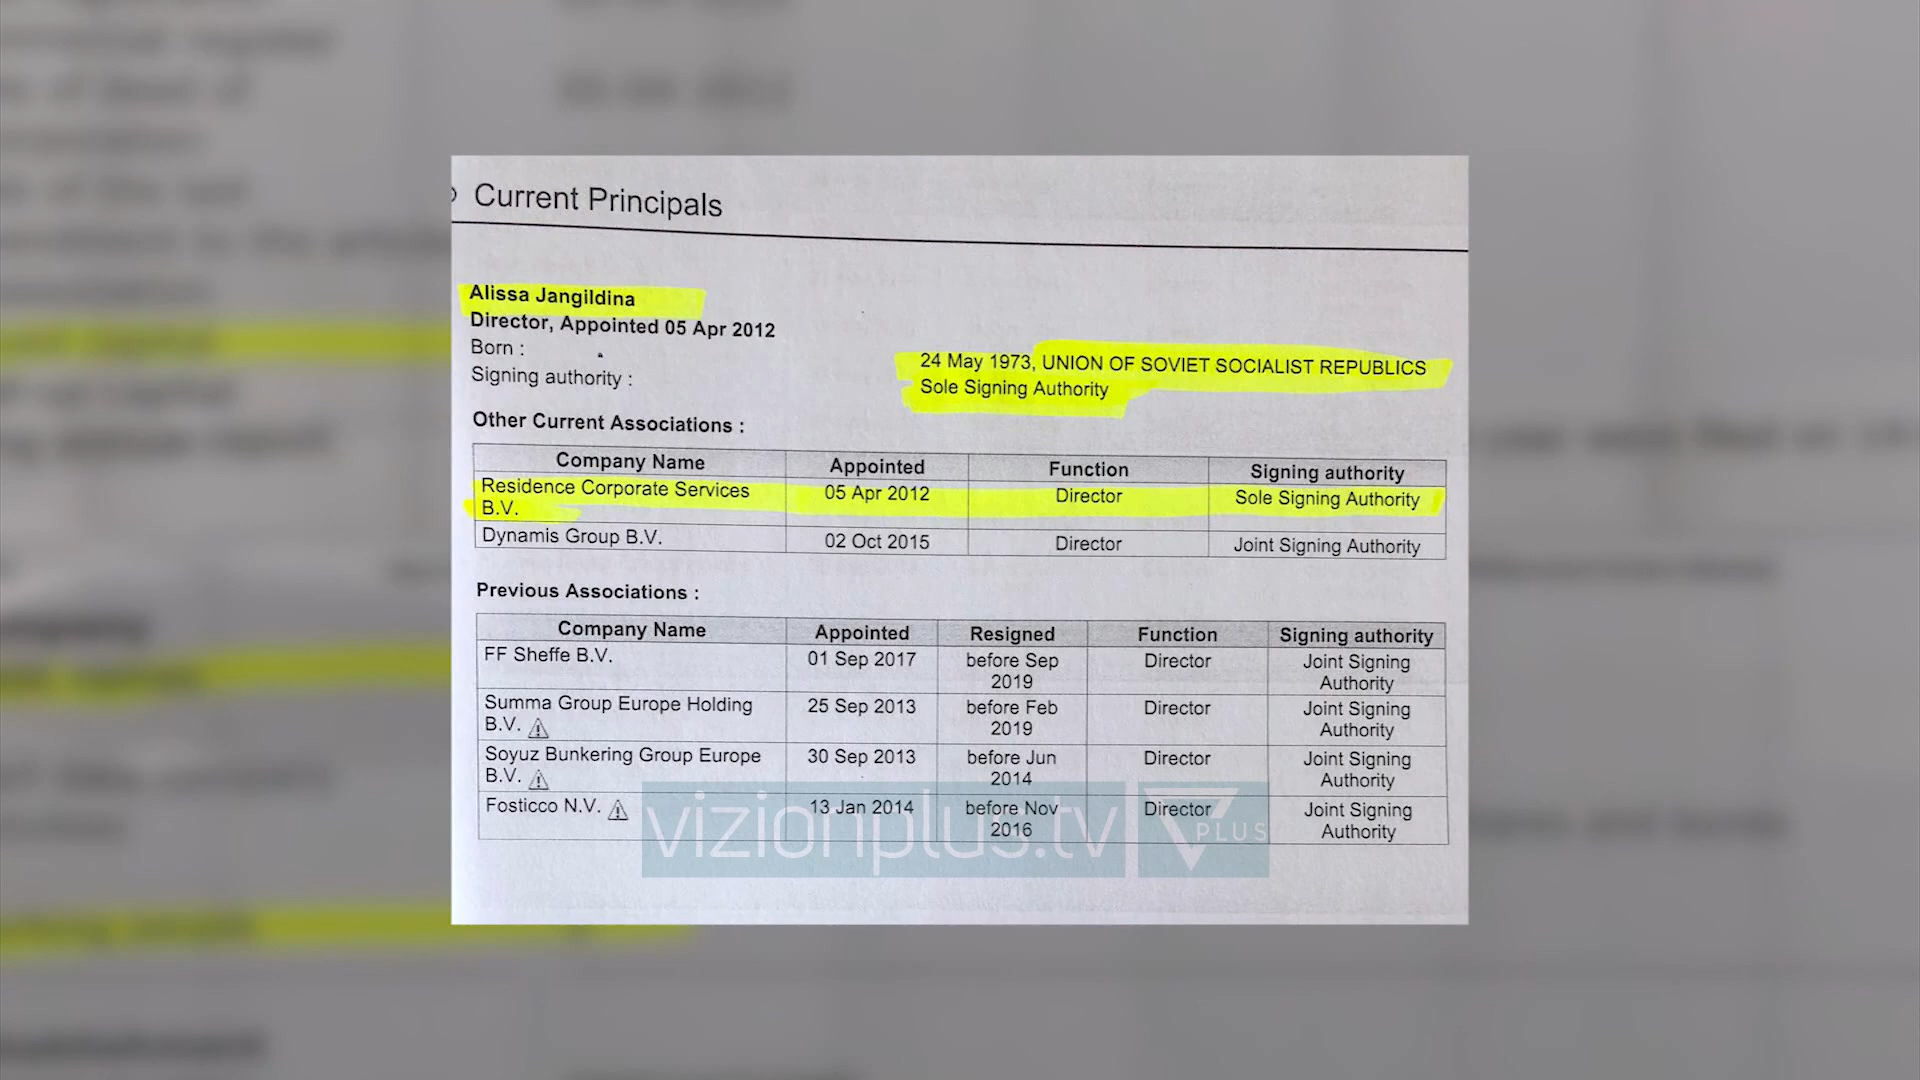 Current Principals
Alissa Jangildina
Director, Appointed 05 Apr 2012
Born : 24 May 1973, UNION OF SOVIET SOCIALIST REPUBLICS
Signing authority : Sole Signing Authority
Other Current Associations :
Company Name Appointed Function Signing authority
Residence Corporate Services 05 Apr 2012 Director Sole Signing Authority
B.V.
Dynamis Group B.V. 02 Oct 2015 Director Joint Signing Authority
Previous Associations :
Company Name Appointed Resigned Function Signing authority
FF Sheffe B.V. 01 Sep 2017 before Sep Director Joint Signing
2019 Authority
Summa Group Europe Holding 25 Sep 2013 before Feb Director Joint Signing
B.V. 2019 Authority
Soyuz Bunkering Group Europe 30 Sep 2013 before Jun Director Joint Signing
B.V. 2014 Authority
Fosticco N.V. 13 Jan 2014 before Nov Director Joint Signing
2016 Authority
vizionplus.tv PLUS